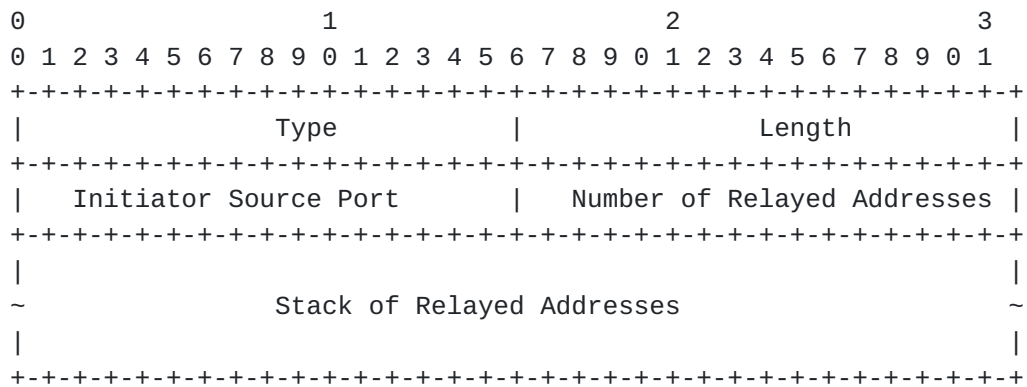 0                   1                     2                   3
0 1 2 3 4 5 6 7 8 9 0 1 2 3 4 5 6 7 8 9 0 1 2 3 4 5 6 7 8 9 0 1
+-+-+-+-+-+-+-+-+-+-+-+-+-+-+-+-+-+-+-+-+-+-+-+-+-+-+-+-+-+-+-+-+
|                Type           |               Length          |
+-+-+-+-+-+-+-+-+-+-+-+-+-+-+-+-+-+-+-+-+-+-+-+-+-+-+-+-+-+-+-+-+
|   Initiator Source Port       |   Number of Relayed Addresses |
+-+-+-+-+-+-+-+-+-+-+-+-+-+-+-+-+-+-+-+-+-+-+-+-+-+-+-+-+-+-+-+-+
|                                                               |
~                Stack of Relayed Addresses                     ~
|                                                               |
+-+-+-+-+-+-+-+-+-+-+-+-+-+-+-+-+-+-+-+-+-+-+-+-+-+-+-+-+-+-+-+-+